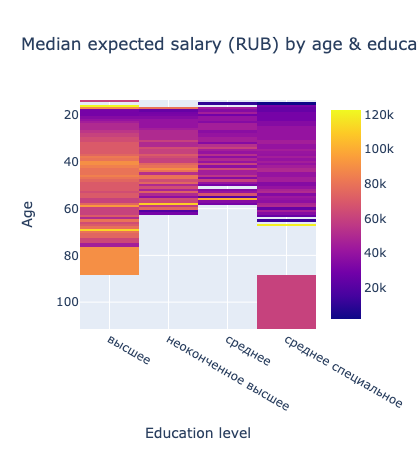 Median expected salary (RUB) by age & educa
20
40
60
80
100
Age
120k
100k
80k
60k
40k
20k
высшее
неоконченное высшее
среднее
среднее специальное
Education level